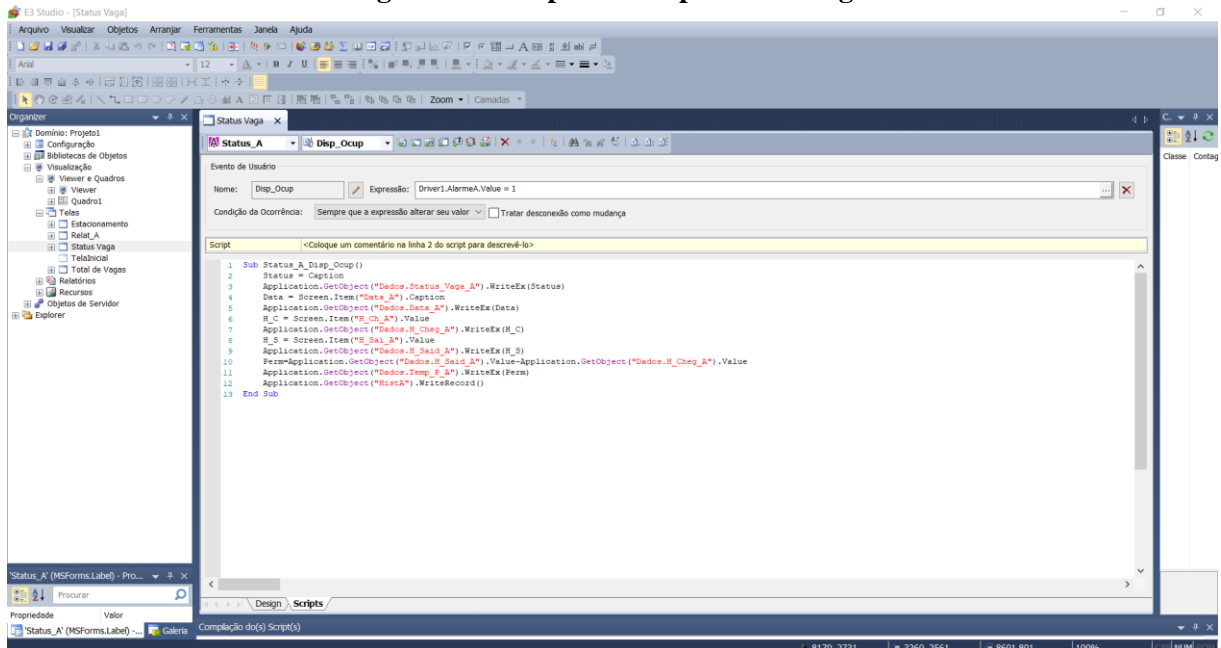 E3 Studio - [Status Vaga]
Arquivo Visualizar Objetos Arranjar Ferramentas Janela Ajuda
Arial 12
Zoom Camadas
Organizer
Domínio: Projeto1
Configuração
Bibliotecas de Objetos
Visualização
Viewer e Quadros
Viewer
Quadro1
Telas
Estacionamento
Relat_A
Status Vaga
TelaInicial
Total de Vagas
Relatórios
Recursos
Objetos de Servidor
Explorer
Status Vaga X
Status_A Disp_Ocup
Evento de Usuário
Nome: Disp_Ocup Expressão: Driver1.AlarmeA.Value = 1
Condição da Ocorrência: Sempre que a expressão alterar seu valor Tratar desconexão como mudança
Script <Coloque um comentário na linha 2 do script para descrevê-lo>
1 Sub Status_A_Disp_Ocup()
2 Status = Caption
3 Application.GetObject("Dados.Status_Vaga_A").WriteEx(Status)
4 Data = Screen.Item("Data_A").Caption
5 Application.GetObject("Dados.Data_A").WriteEx(Data)
6 H_C = Screen.Item("H_Ch_A").Value
7 Application.GetObject("Dados.H_Cheg_A").WriteEx(H_C)
8 H_S = Screen.Item("H_Sai_A").Value
9 Application.GetObject("Dados.H_Said_A").WriteEx(H_S)
10 Perm=Application.GetObject("Dados.H_Said_A").Value-Application.GetObject("Dados.H_Cheg_A").Value
11 Application.GetObject("Dados.Temp_P_A").WriteEx(Perm)
12 Application.GetObject("HistA").WriteRecord()
13 End Sub
Design Scripts
Compilação do(s) Script(s)
C...
Classe Contag
'Status_A' (MSForms.Label) - Pro...
Procurar
Propriedade Valor
'Status_A' (MSForms.Label) -... Galeria
8170, 2731 3260, 2561 8601,801 100% CAP NUM SCRL